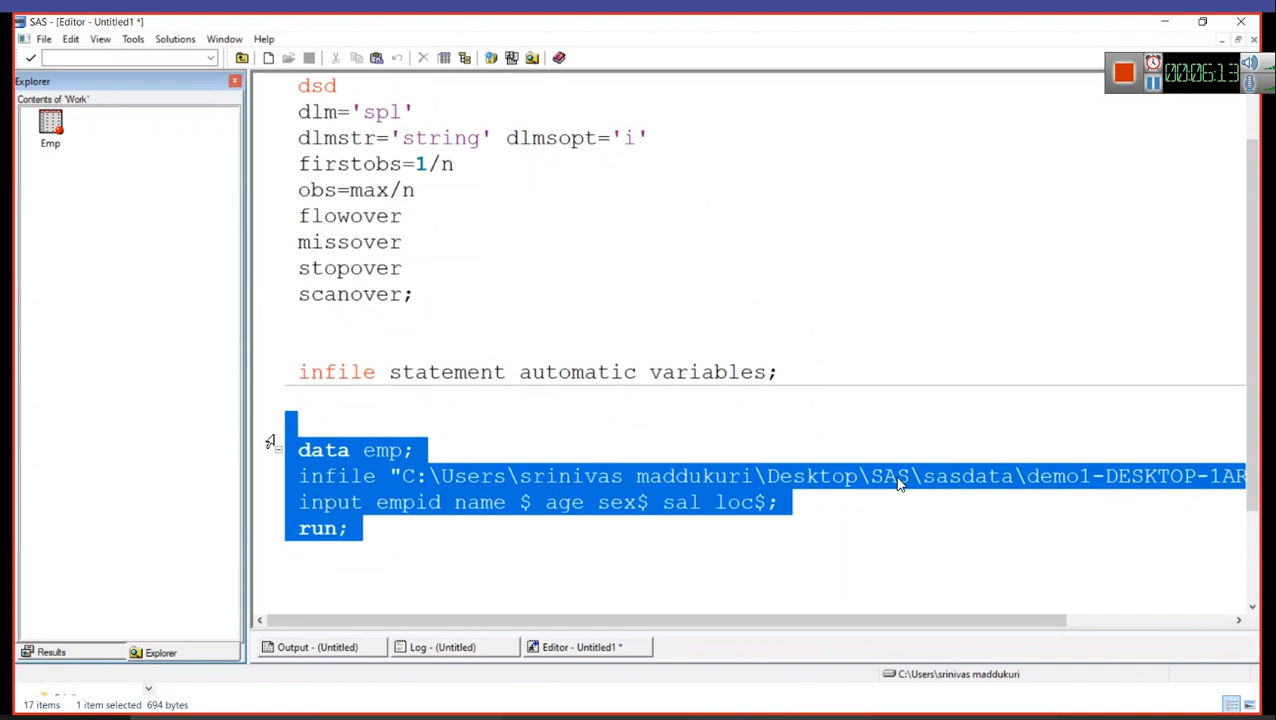 SAS - [Editor - Untitled1 *]
File Edit View Tools Solutions Window Help
Explorer
Contents of 'Work'
Emp
00:06:13
dsd
dlm='spl'
dlmstr='string' dlmsopt='i'
firstobs=1/n
obs=max/n
flowover
missover
stopover
scanover;
infile statement automatic variables;
data emp;
infile "C:\Users\srinivas maddukuri\Desktop\SAS\sasdata\demo1-DESKTOP-1AR
input empid name $ age sex$ sal loc$;
run;
Results Explorer
Output - (Untitled) Log - (Untitled) Editor - Untitled1 *
C:\Users\srinivas maddukuri
17 items 1 item selected 694 bytes